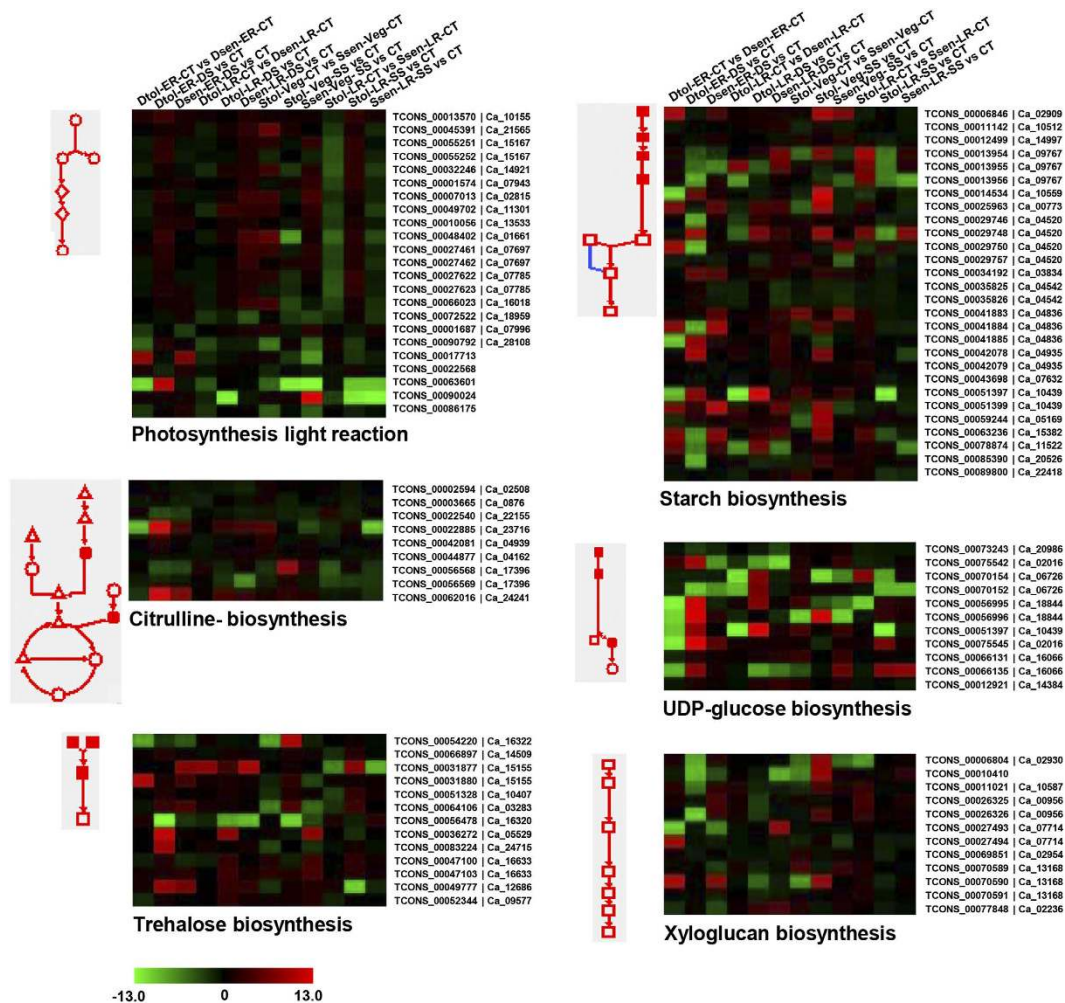 Dtol-ER-CT vs Dsen-ER-CT
Dtol-ER-DS vs CT
Dsen-ER-DS vs CT
Dtol-LR-CT vs Dsen-LR-CT
Dtol-LR-DS vs CT
Dsen-LR-DS vs CT
Stol-Veg-CT vs Ssen-Veg-CT
Stol-Veg-SS vs CT
Ssen-Veg-SS vs CT
Stol-LR-CT vs Ssen-LR-CT
Stol-LR-SS vs CT
Ssen-LR-SS vs CT
TCONS_00013570 | Ca_10155
TCONS_00045391 | Ca_21565
TCONS_00055251 | Ca_15167
TCONS_00055252 | Ca_15167
TCONS_00032246 | Ca_14921
TCONS_00001574 | Ca_07943
TCONS_00007013 | Ca_02815
TCONS_00049702 | Ca_11301
TCONS_00010056 | Ca_13533
TCONS_00048402 | Ca_01661
TCONS_00027461 | Ca_07697
TCONS_00027462 | Ca_07697
TCONS_00027622 | Ca_07785
TCONS_00027623 | Ca_07785
TCONS_00066023 | Ca_16018
TCONS_00072522 | Ca_18959
TCONS_00001687 | Ca_07996
TCONS_00090792 | Ca_28108
TCONS_00017713
TCONS_00022568
TCONS_00063601
TCONS_00090024
TCONS_00086175
Photosynthesis light reaction
TCONS_00002594 | Ca_02508
TCONS_00003665 | Ca_0876
TCONS_00022540 | Ca_22155
TCONS_00022885 | Ca_23716
TCONS_00042081 | Ca_04939
TCONS_00044877 | Ca_04162
TCONS_00056568 | Ca_17396
TCONS_00056569 | Ca_17396
TCONS_00062016 | Ca_24241
Citrulline- biosynthesis
TCONS_00054220 | Ca_16322
TCONS_00066897 | Ca_14509
TCONS_00031877 | Ca_15155
TCONS_00031880 | Ca_15155
TCONS_00051328 | Ca_10407
TCONS_00064106 | Ca_03283
TCONS_00056478 | Ca_16320
TCONS_00036272 | Ca_05529
TCONS_00083224 | Ca_24715
TCONS_00047100 | Ca_16633
TCONS_00047103 | Ca_16633
TCONS_00049777 | Ca_12686
TCONS_00052344 | Ca_09577
Trehalose biosynthesis
-13.0 0 13.0
Dtol-ER-CT vs Dsen-ER-CT
Dtol-ER-DS vs CT
Dsen-ER-DS vs CT
Dtol-LR-CT vs Dsen-LR-CT
Dtol-LR-DS vs CT
Dsen-LR-DS vs CT
Stol-Veg-CT vs Ssen-Veg-CT
Stol-Veg-SS vs CT
Ssen-Veg-SS vs CT
Stol-LR-CT vs Ssen-LR-CT
Stol-LR-SS vs CT
Ssen-LR-SS vs CT
TCONS_00006846 | Ca_02909
TCONS_00011142 | Ca_10512
TCONS_00012499 | Ca_14997
TCONS_00013954 | Ca_09767
TCONS_00013955 | Ca_09767
TCONS_00013956 | Ca_09767
TCONS_00014534 | Ca_10559
TCONS_00025963 | Ca_00773
TCONS_00029746 | Ca_04520
TCONS_00029748 | Ca_04520
TCONS_00029750 | Ca_04520
TCONS_00029757 | Ca_04520
TCONS_00034192 | Ca_03834
TCONS_00035825 | Ca_04542
TCONS_00035826 | Ca_04542
TCONS_00041883 | Ca_04836
TCONS_00041884 | Ca_04836
TCONS_00041885 | Ca_04836
TCONS_00042078 | Ca_04935
TCONS_00042079 | Ca_04935
TCONS_00043698 | Ca_07632
TCONS_00051397 | Ca_10439
TCONS_00051399 | Ca_10439
TCONS_00059244 | Ca_05169
TCONS_00063236 | Ca_15382
TCONS_00078874 | Ca_11522
TCONS_00085390 | Ca_20526
TCONS_00089800 | Ca_22418
Starch biosynthesis
TCONS_00073243 | Ca_20986
TCONS_00075542 | Ca_02016
TCONS_00070154 | Ca_06726
TCONS_00070152 | Ca_06726
TCONS_00056995 | Ca_18844
TCONS_00056996 | Ca_18844
TCONS_00051397 | Ca_10439
TCONS_00075545 | Ca_02016
TCONS_00066131 | Ca_16066
TCONS_00066135 | Ca_16066
TCONS_00012921 | Ca_14384
UDP-glucose biosynthesis
TCONS_00006804 | Ca_02930
TCONS_00010410
TCONS_00011021 | Ca_10587
TCONS_00026325 | Ca_00956
TCONS_00026326 | Ca_00956
TCONS_00027493 | Ca_07714
TCONS_00027494 | Ca_07714
TCONS_00069851 | Ca_02954
TCONS_00070589 | Ca_13168
TCONS_00070590 | Ca_13168
TCONS_00070591 | Ca_13168
TCONS_00077848 | Ca_02236
Xyloglucan biosynthesis